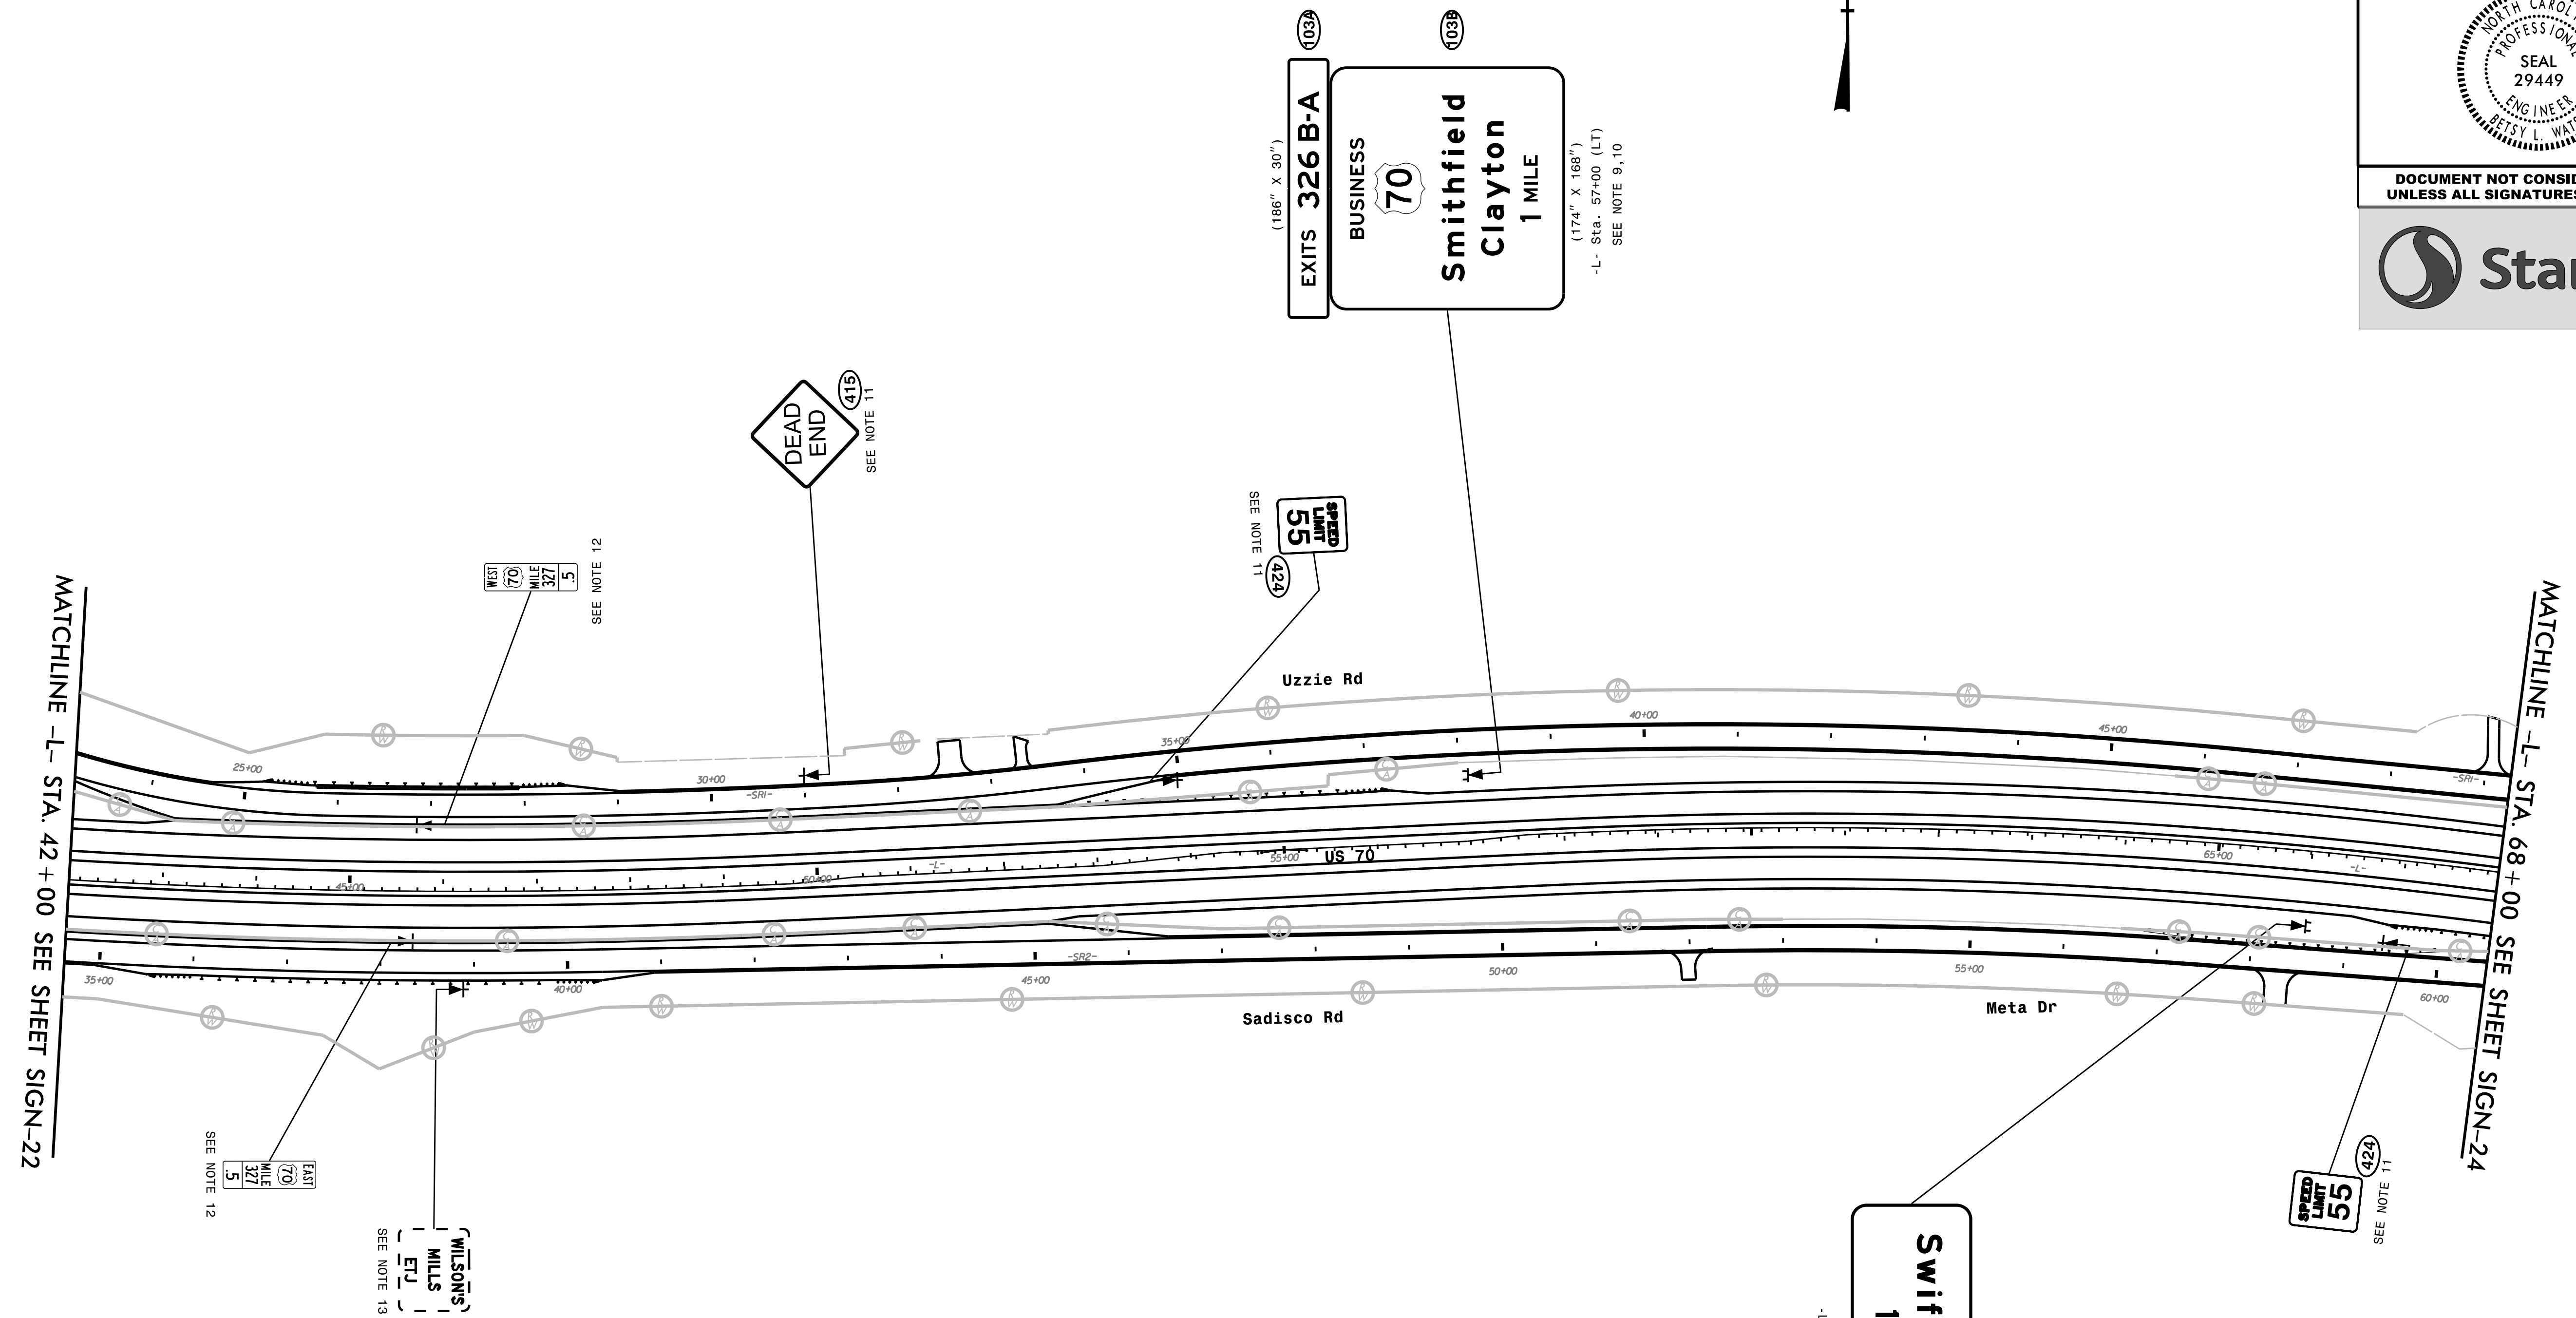 103A
103B
(186" X 30")
EXITS 326 B-A
BUSINESS
70
Smithfield
Clayton
1 MILE
(174" X 168")
-L- Sta. 57+00 (LT)
SEE NOTE 9,10
PROFESSIONAL
SEAL
29449
ENGINEER
DOCUMENT NOT
UNLESS ALL
DEAD
END
415
SEE NOTE 11
SPEED
LIMIT
55
SEE NOTE 11
424
WEST
70
MILE
327
.5
SEE NOTE 12
MATCHLINE -L- STA. 42+00 SEE SHEET SIGN-22
MATCHLINE -L- STA. 68+00 SEE SHEET SIGN-24
Uzzie Rd
25+00
30+00
-SR1-
35+00
40+00
45+00
-SR1-
45+00
50+00
-L-
55+00
US 70
65+00
-L-
35+00
40+00
45+00
-SR2-
50+00
55+00
60+00
Sadisco Rd
Meta Dr
SEE NOTE 12
EAST
70
MILE
327
.5
WILSON'S
MILLS
ETJ
SEE NOTE 13
SPEED
LIMIT
55
424
SEE NOTE 11